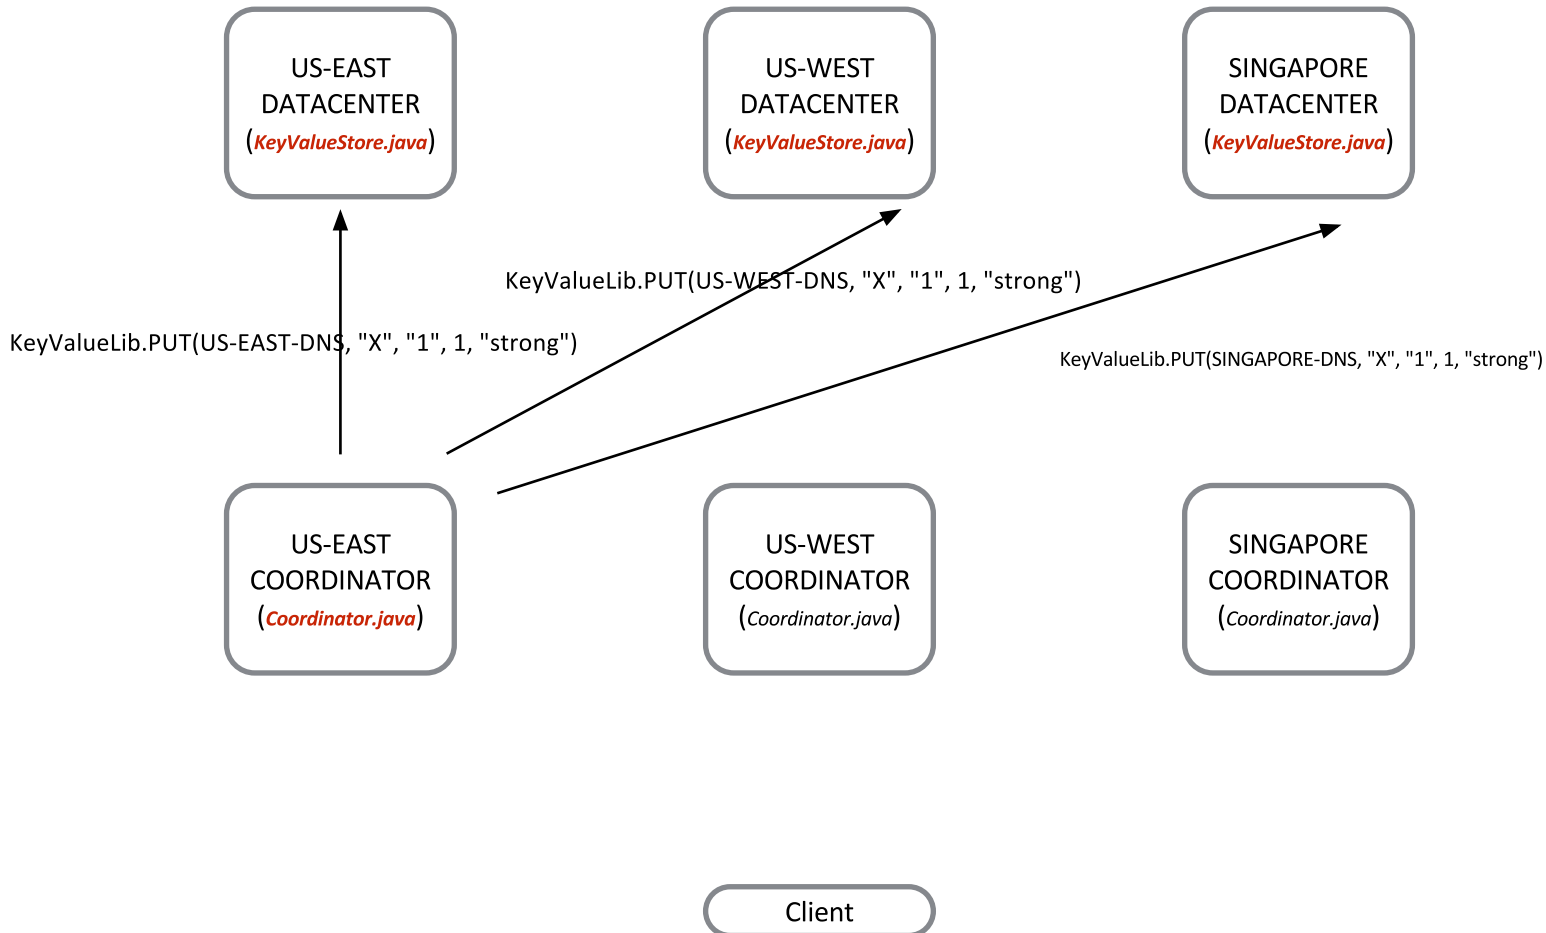 US-EAST
DATACENTER
(KeyValueStore.java)
US-WEST
DATACENTER
(KeyValueStore.java)
SINGAPORE
DATACENTER
(KeyValueStore.java)
KeyValueLib.PUT(US-WEST-DNS, "X", "1", 1, "strong")
KeyValueLib.PUT(US-EAST-DNS, "X", "1", 1, "strong")
KeyValueLib.PUT(SINGAPORE-DNS, "X", "1", 1, "strong")
US-EAST
COORDINATOR
(Coordinator.java)
US-WEST
COORDINATOR
(Coordinator.java)
SINGAPORE
COORDINATOR
(Coordinator.java)
Client